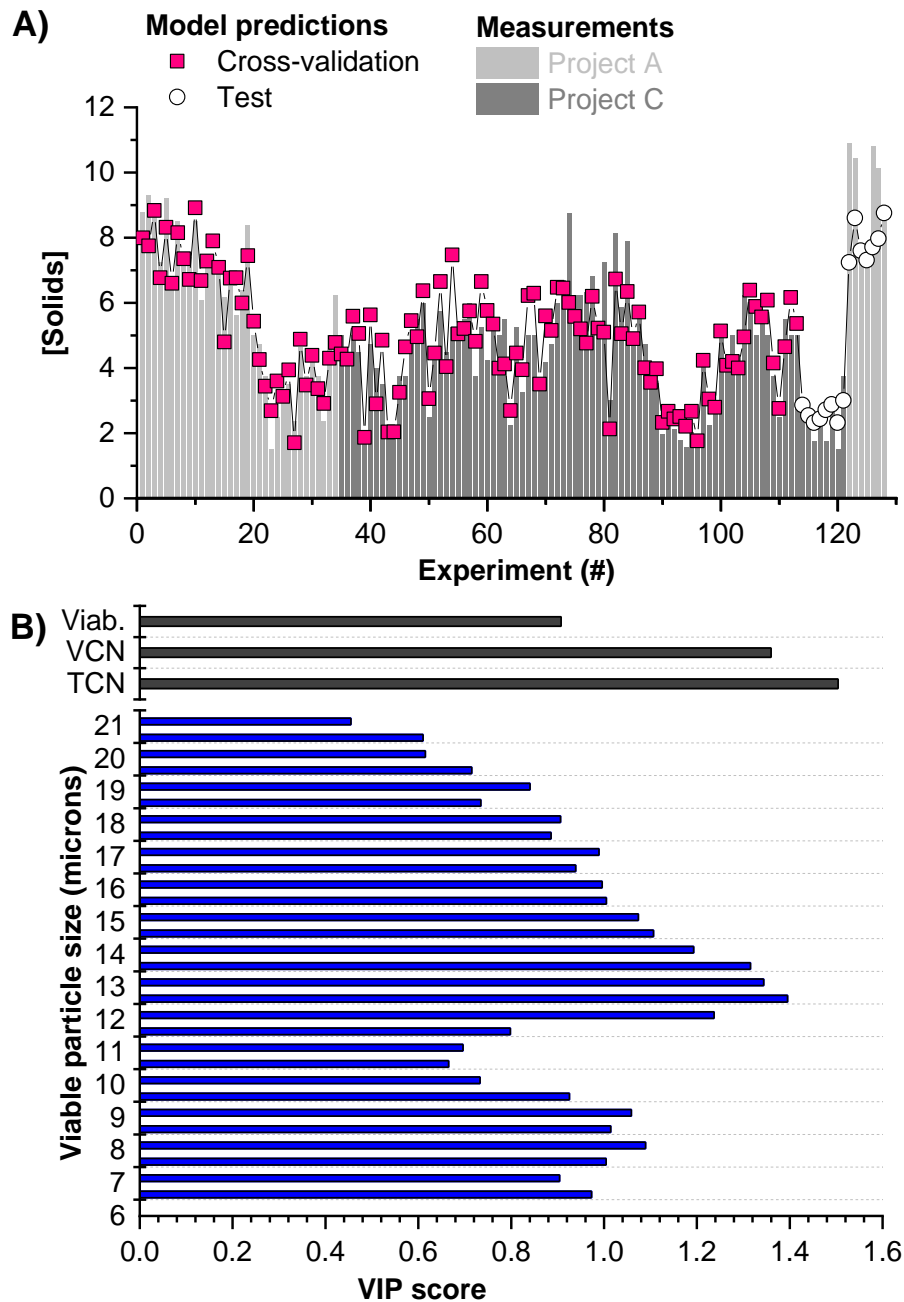 A)
Model predictions
Cross-validation
Test
Measurements
Project A
Project C
[Solids]
12
10
8
6
4
2
0
0 20 40 60 80 100 120
Experiment (#)
B)
Viab.
VCN
TCN
Viable particle size (microns)
21
20
19
18
17
16
15
14
13
12
11
10
9
8
7
6
0.0 0.2 0.4 0.6 0.8 1.0 1.2 1.4 1.6
VIP score